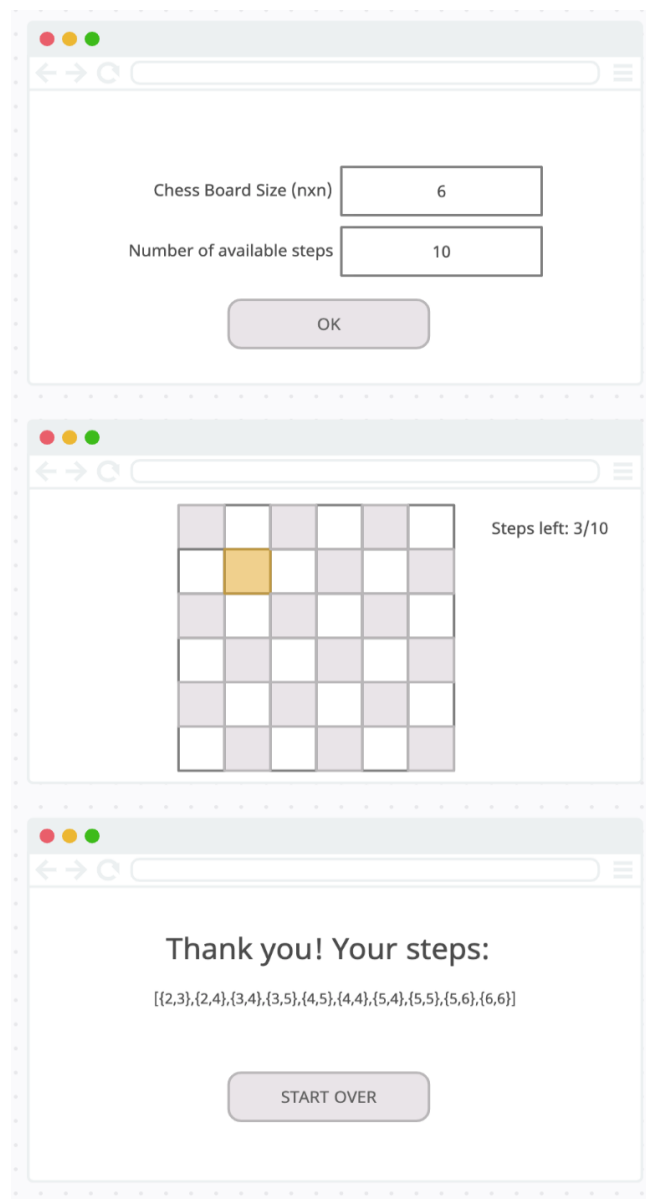 Chess Board Size (nxn) 6
Number of available steps 10
OK
Steps left: 3/10
Thank you! Your steps:
[{2,3},{2,4},{3,4},{3,5},{4,5},{4,4},{5,4},{5,5},{5,6},{6,6}]
START OVER